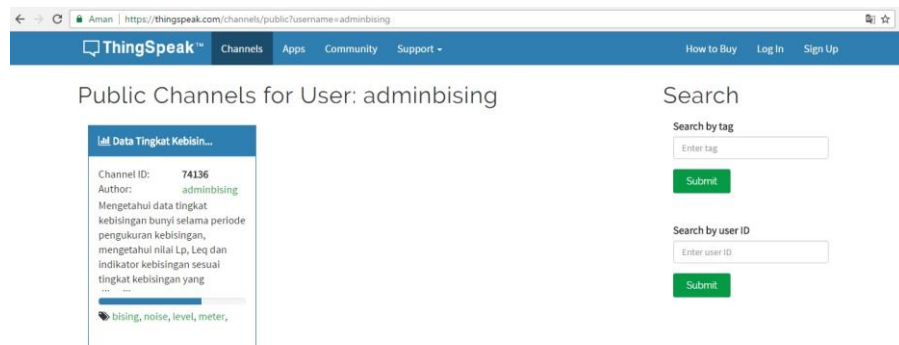 Aman | https://thingspeak.com/channels/public?username=adminbising
ThingSpeak™ Channels Apps Community Support How to Buy Log In Sign Up
Public Channels for User: adminbising
Data Tingkat Kebisin...
Channel ID: 74136
Author: adminbising
Mengetahui data tingkat
kebisingan bunyi selama periode
pengukuran kebisingan,
mengetahui nilai Lp, Leq dan
indikator kebisingan sesuai
tingkat kebisingan yang
bising, noise, level, meter,
Search
Search by tag
Enter tag
Submit
Search by user ID
Enter user ID
Submit